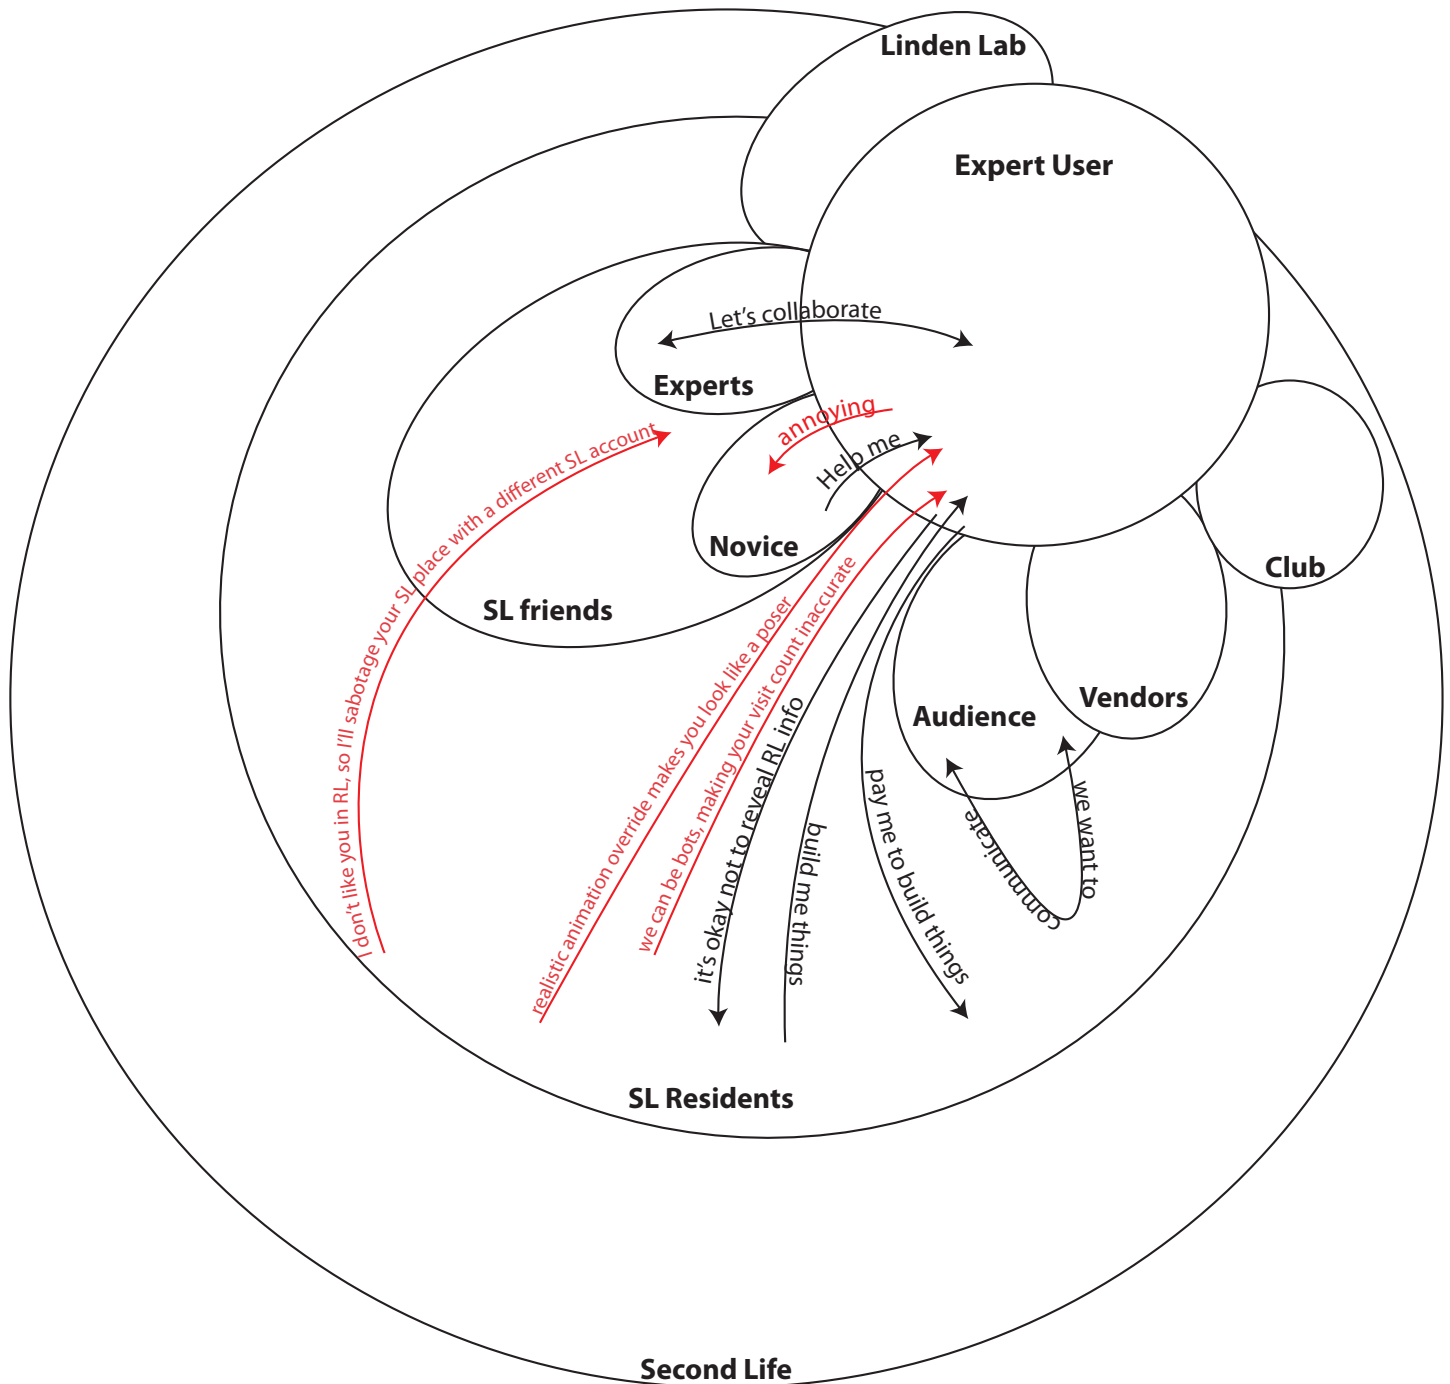 Linden Lab
Expert User
Let's collaborate
Experts
annoying
Help me
Novice
SL friends
Club
Vendors
Audience
I don't like you in RL, so I'll sabotage your SL place with a different SL account
realistic animation override makes you look like a poser
we can be bots, making your visit count inaccurate
it's okay not to reveal RL info
build me things
pay me to build things
we want to
communicate
SL Residents
Second Life